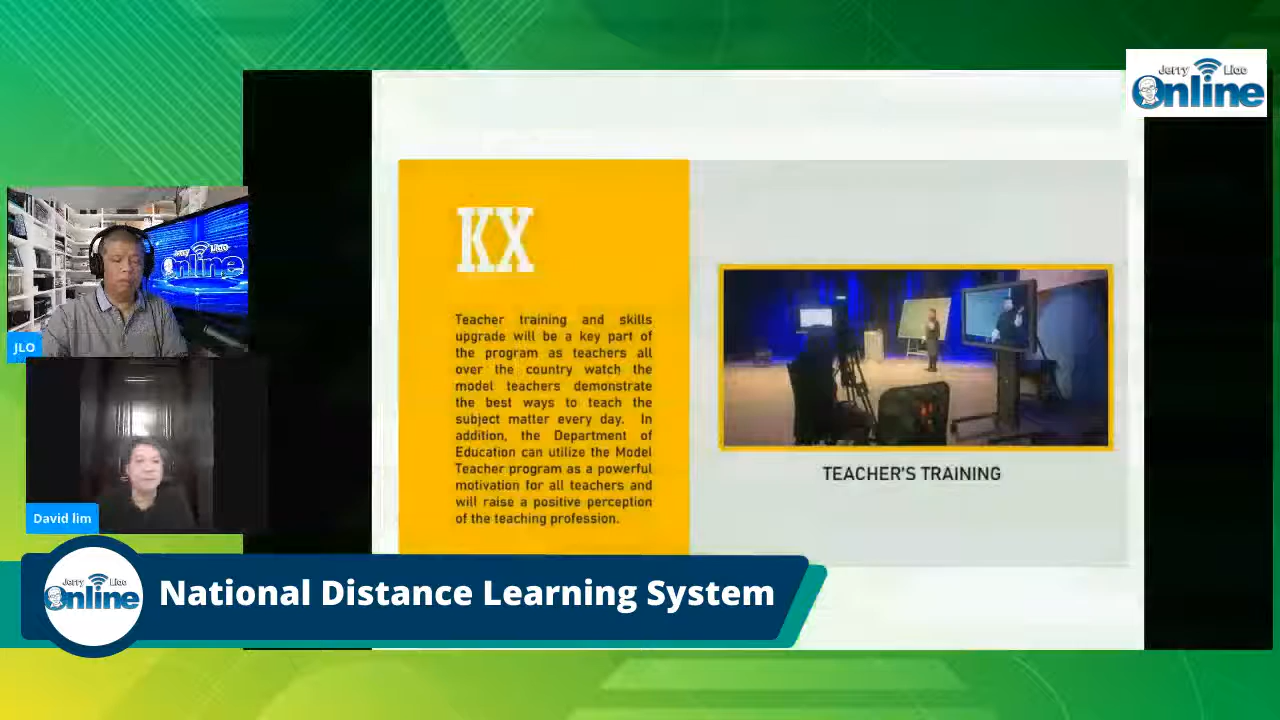 Jerry Liao
Online
KX
Teacher training and skills
upgrade will be a key part of
the program as teachers all
over the country watch the
model teachers demonstrate
the best ways to teach the
subject matter every day. In
addition, the Department of
Education can utilize the Model
Teacher program as a powerful
motivation for all teachers and
will raise a positive perception
of the teaching profession.
TEACHER'S TRAINING
Jerry Liao
Online
JLO
David lim
Jerry Liao
Online
National Distance Learning System